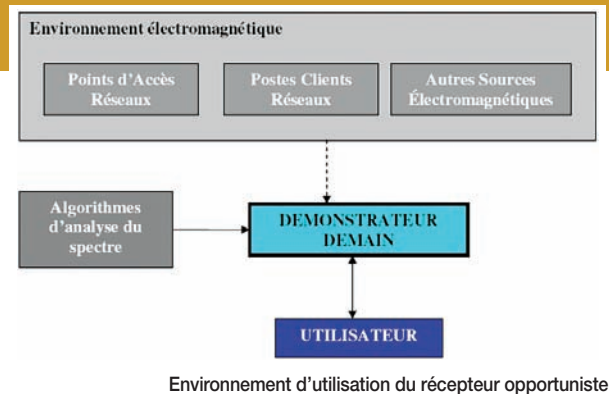 Environnement électromagnétique
Points d'Accès
Réseaux
Postes Clients
Réseaux
Autres Sources
Électromagnétiques
Algorithmes
d'analyse du
spectre
DEMONSTRATEUR
DEMAIN
UTILISATEUR
Environnement d'utilisation du récepteur opportuniste